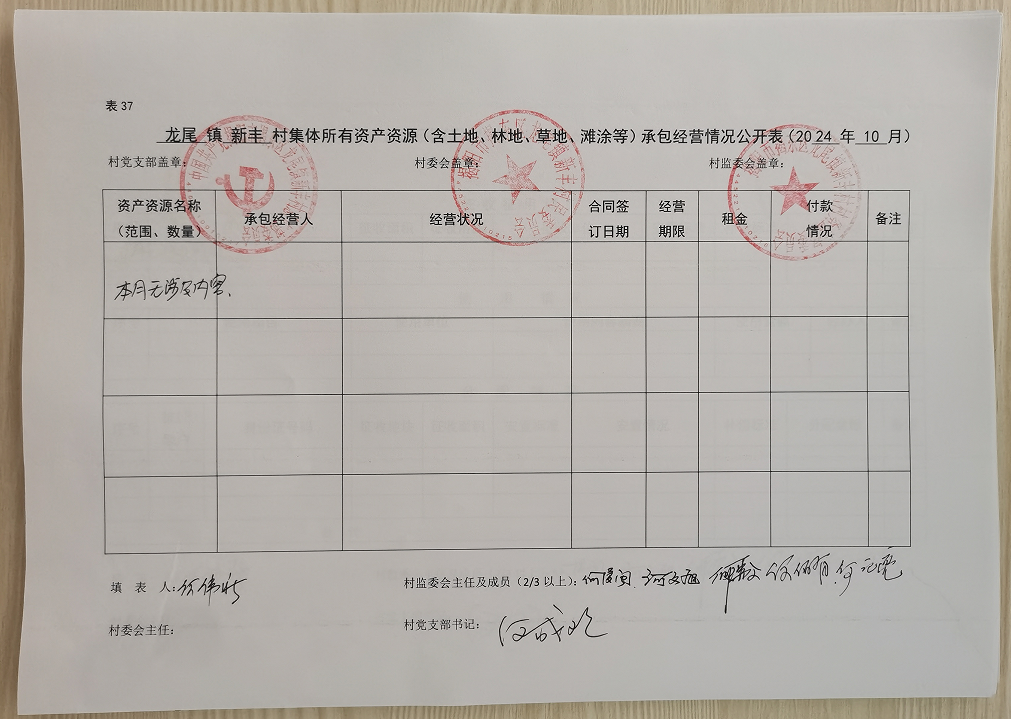 表 37
龙尾 镇 新丰 村集体所有资产资源（含土地、林地、草地、滩涂等）承包经营情况公开表（2024 年 10 月）
村党支部盖章： 村委会盖章： 村监委会盖章：
资产资源名称（范围、数量） 承包经营人 经营状况 合同签订日期 经营期限 租金 付款情况 备注
本月无涉及内容.
填 表 人： 村监委会主任及成员（2/3 以上）：
村委会主任： 村党支部书记：